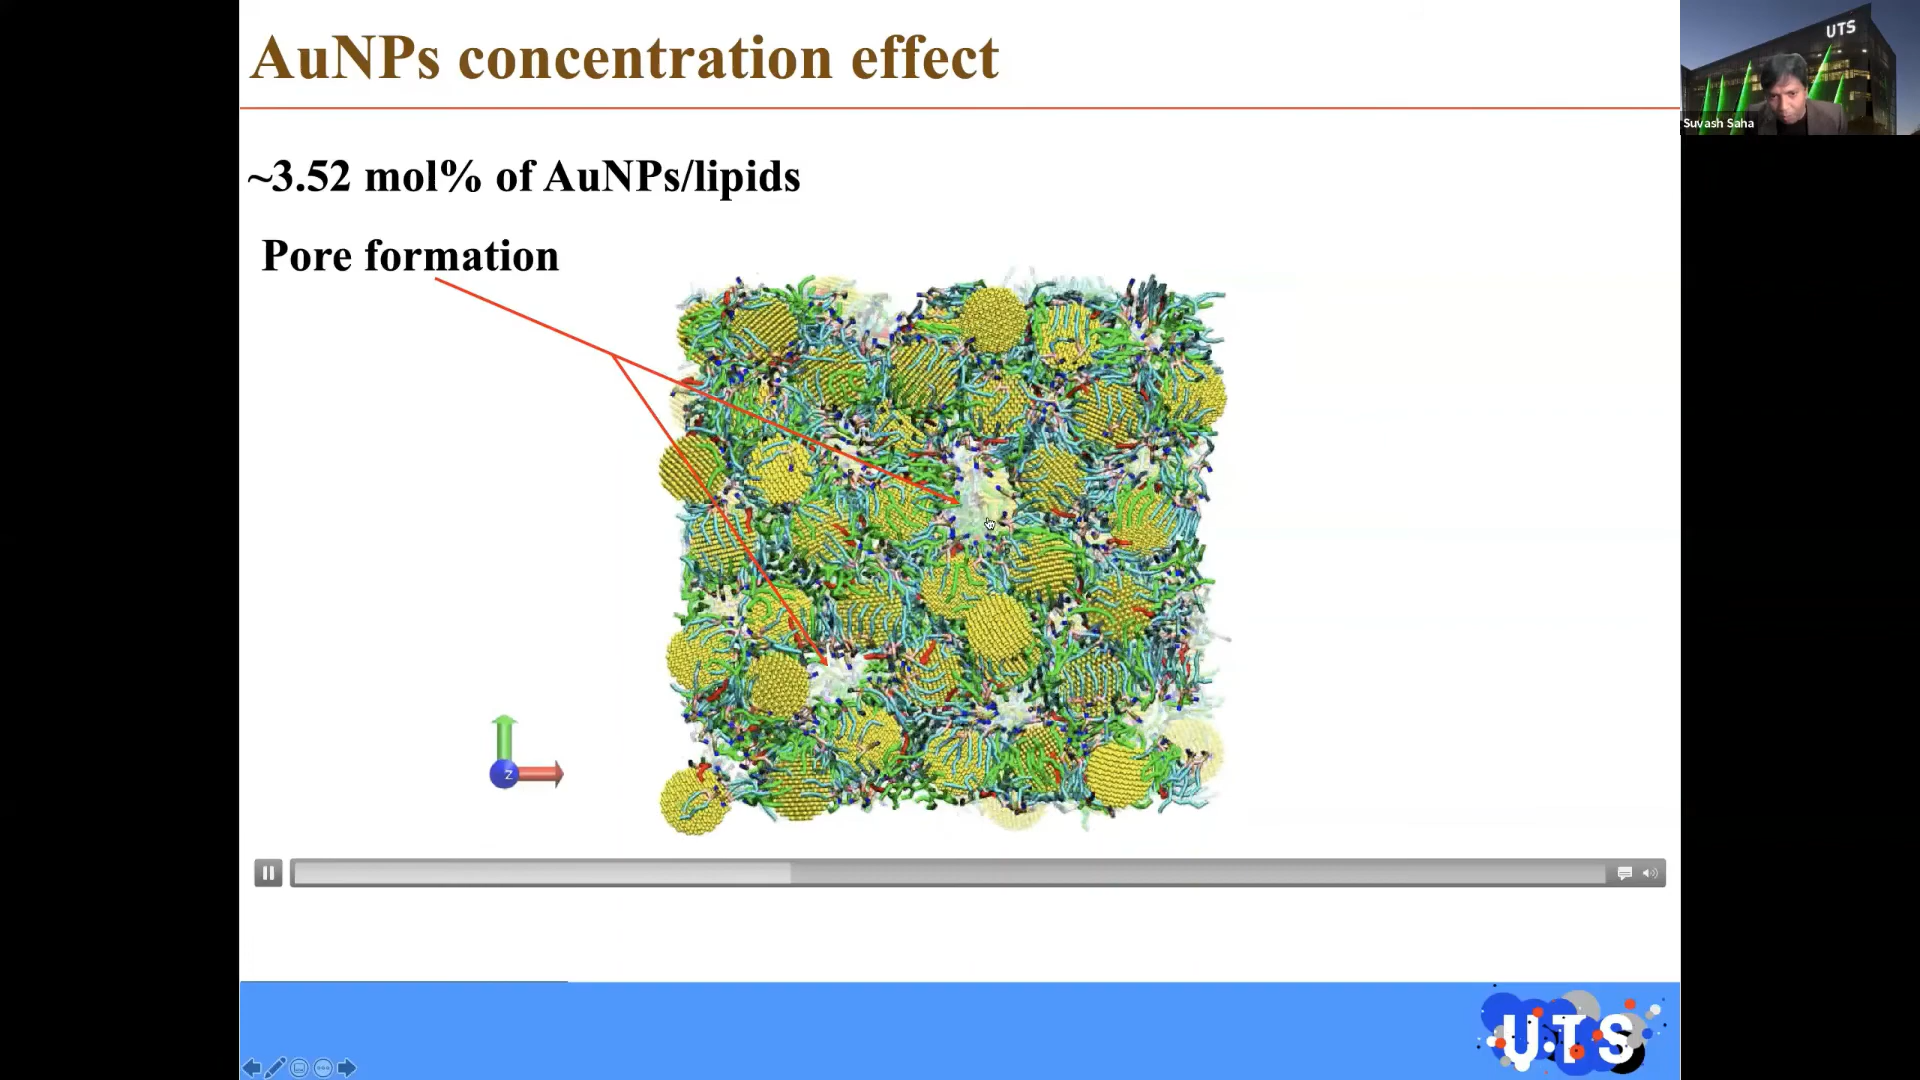 AuNPs concentration effect
UTS
Suvash Saha
~3.52 mol% of AuNPs/lipids
Pore formation
Z
UTS